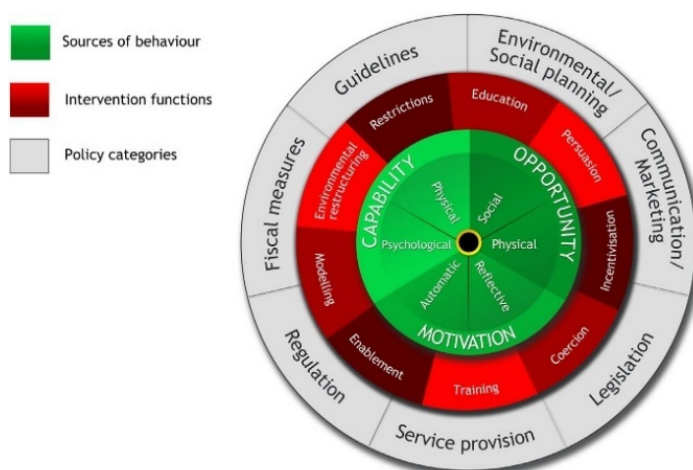 Sources of behaviour
Intervention functions
Policy categories
Guidelines
Environmental/
Social planning
Communication/
Marketing
Legislation
Service provision
Regulation
Fiscal measures
Restrictions
Education
Persuasion
Incentivisation
Coercion
Training
Enablement
Modelling
Environmental
restructuring
CAPABILITY
OPPORTUNITY
MOTIVATION
Physical
Social
Psychological
Physical
Automatic
Reflective